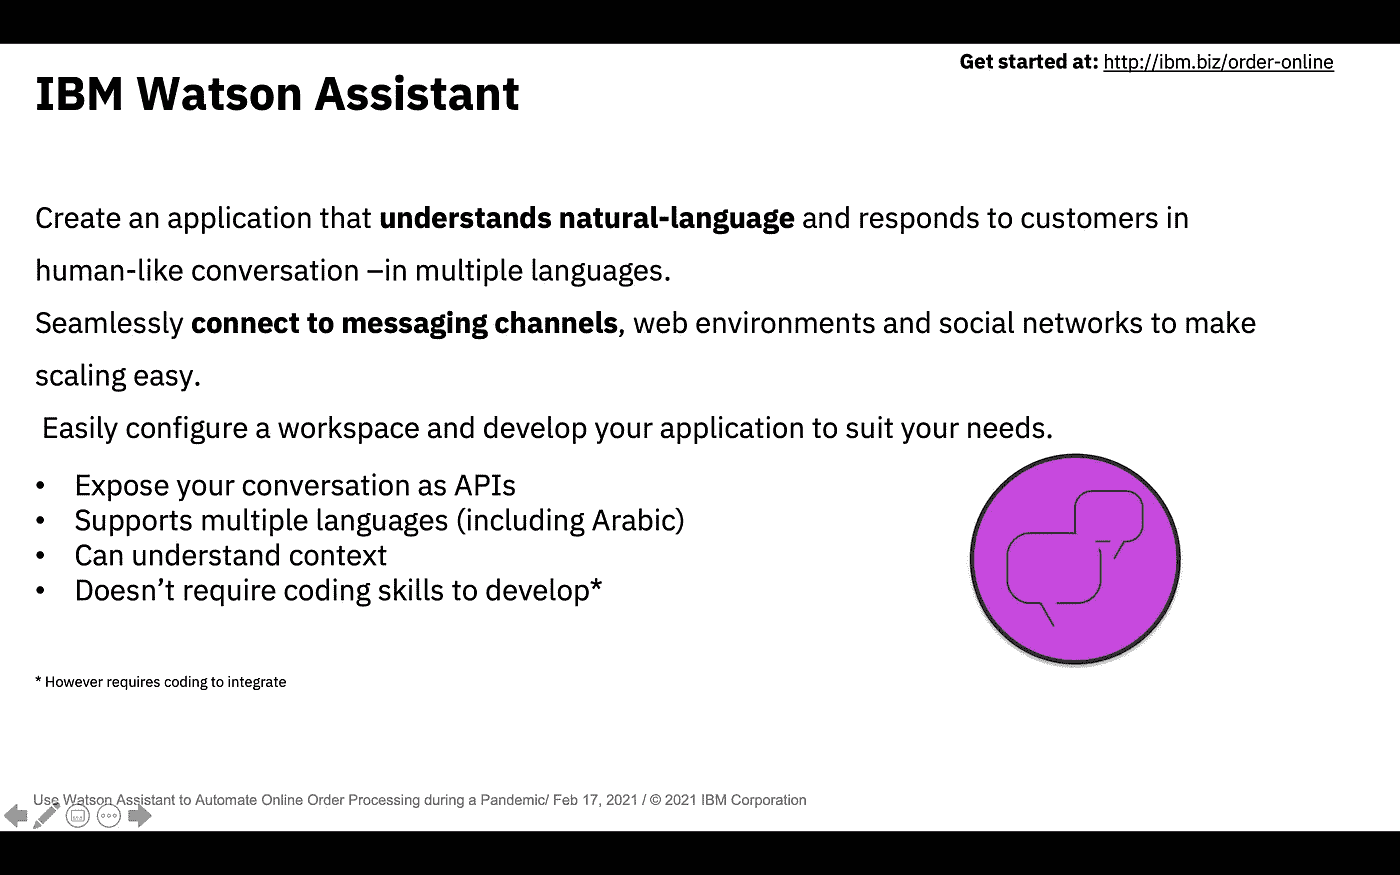 Get started at: http://ibm.biz/order-online
IBM Watson Assistant
Create an application that understands natural-language and responds to customers in
human-like conversation –in multiple languages.
Seamlessly connect to messaging channels, web environments and social networks to make
scaling easy.
Easily configure a workspace and develop your application to suit your needs.
• Expose your conversation as APIs
• Supports multiple languages (including Arabic)
• Can understand context
• Doesn’t require coding skills to develop*
* However requires coding to integrate
Use Watson Assistant to Automate Online Order Processing during a Pandemic/ Feb 17, 2021 / © 2021 IBM Corporation